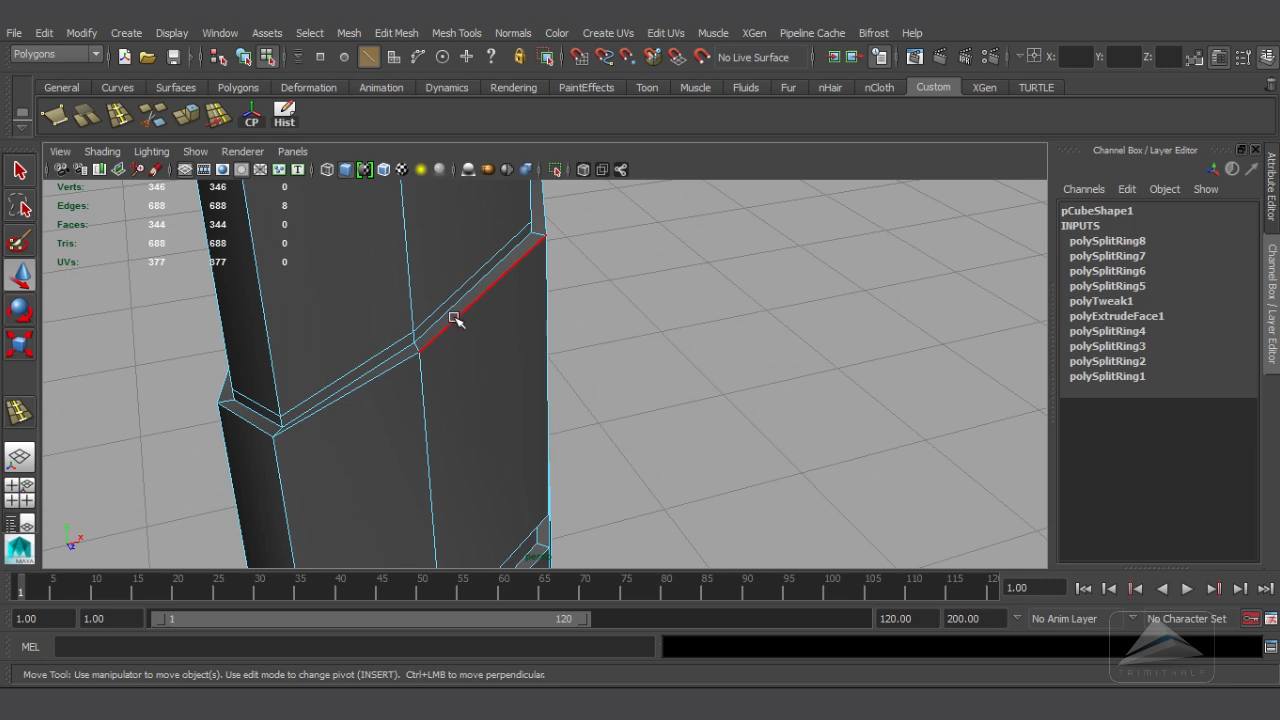 File Edit Modify Create Display Window Assets Select Mesh Edit Mesh Mesh Tools Normals Color Create UVs Edit UVs Muscle XGen Pipeline Cache Bifrost Help
Polygons No Live Surface X: Y: Z:
General Curves Surfaces Polygons Deformation Animation Dynamics Rendering PaintEffects Toon Muscle Fluids Fur nHair nCloth Custom XGen TURTLE
CP Hist
View Shading Lighting Show Renderer Panels
Channel Box / Layer Editor
Channels Edit Object Show
Verts: 346 346 0
Edges: 688 688 8
Faces: 344 344 0
Tris: 688 688 0
UVs: 377 377 0
pCubeShape1
INPUTS
polySplitRing8
polySplitRing7
polySplitRing6
polySplitRing5
polyTweak1
polyExtrudeFace1
polySplitRing4
polySplitRing3
polySplitRing2
polySplitRing1
Attribute Editor
Channel Box / Layer Editor
MAYA
5 10 15 20 25 30 35 40 45 50 55 60 65 70 75 80 85 90 95 100 105 110 115 12
1 1.00
1.00 1.00 1 120 120.00 200.00 No Anim Layer No Character Set
MEL
Move Tool: Use manipulator to move object(s). Use edit mode to change pivot (INSERT). Ctrl+LMB to move perpendicular.